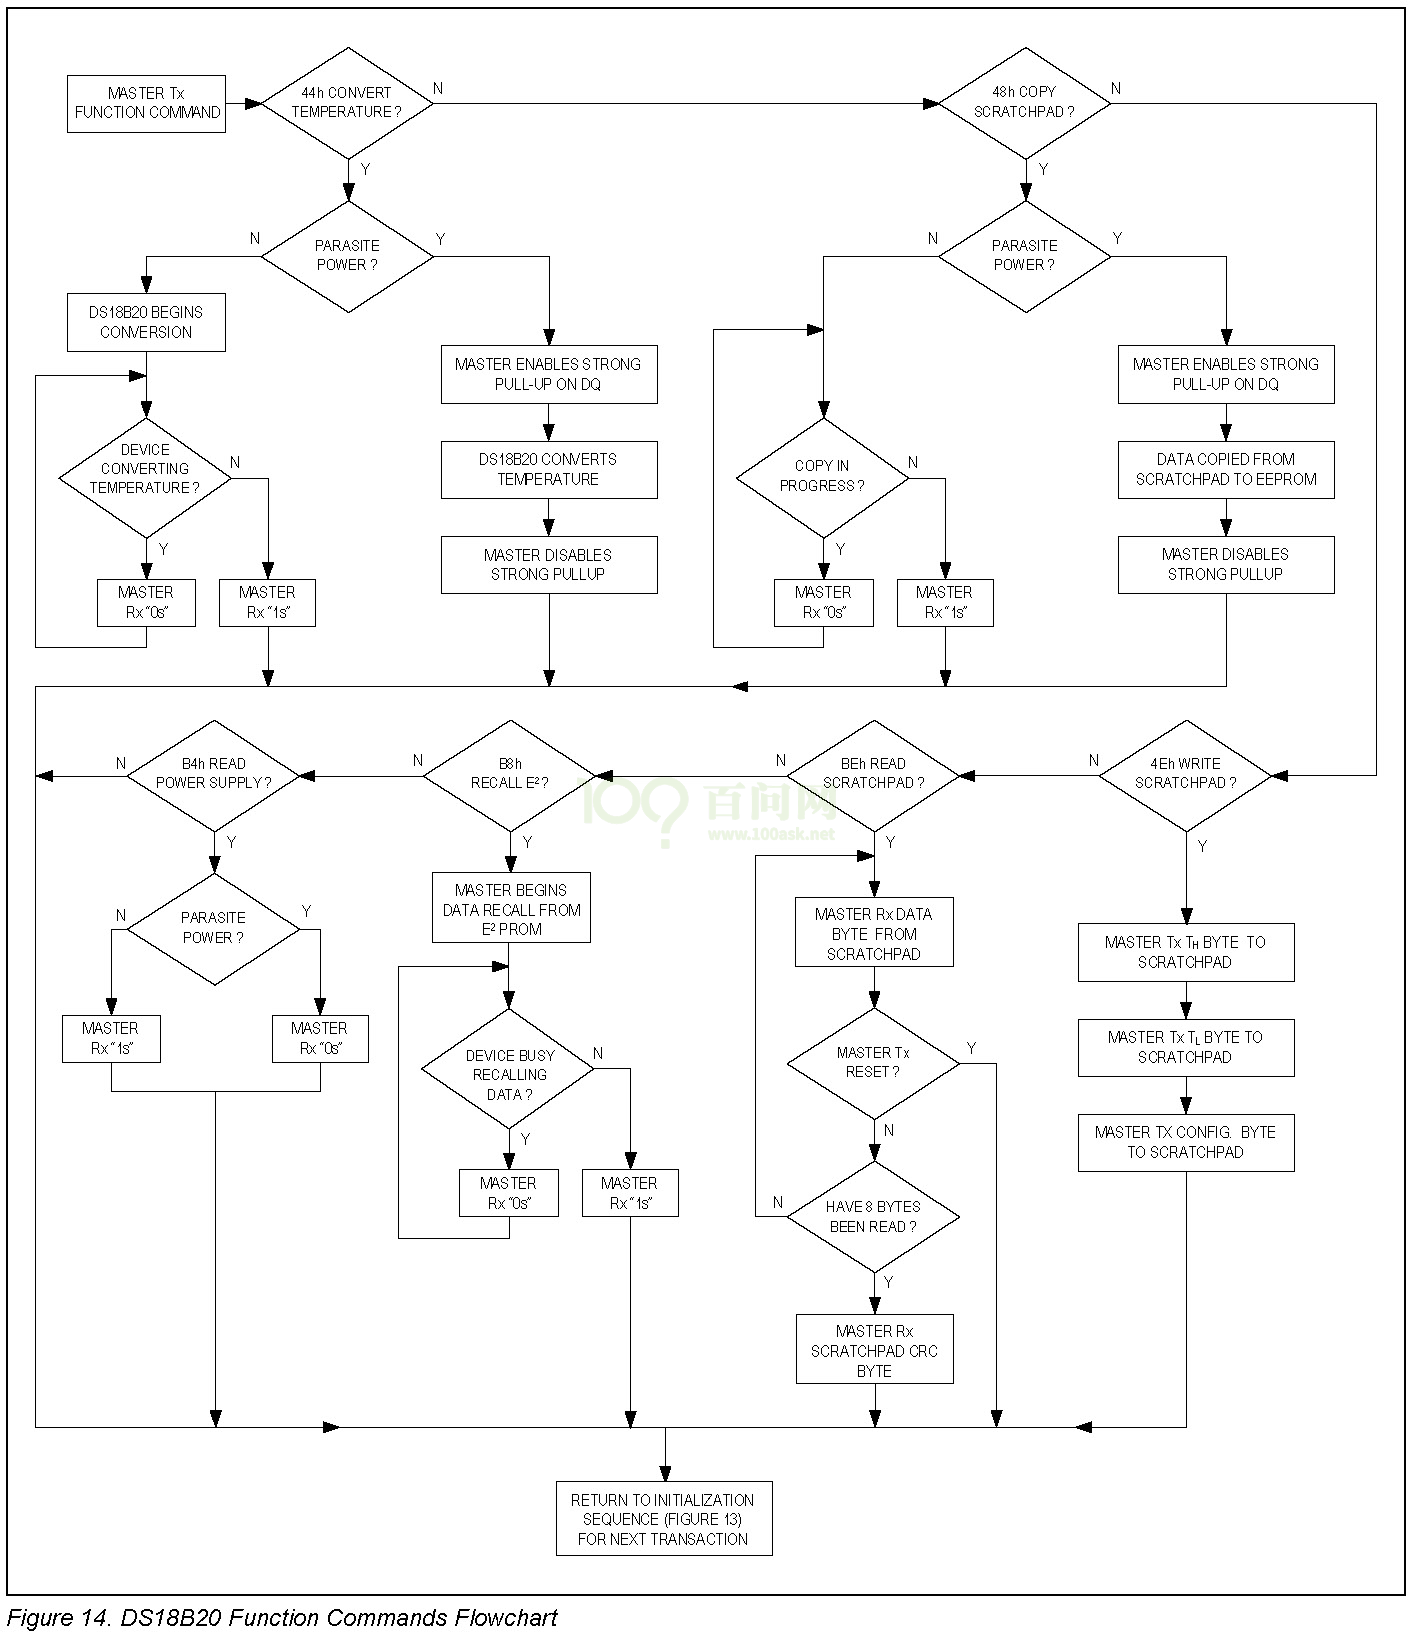 MASTER Tx
FUNCTION COMMAND
44h CONVERT
TEMPERATURE ?
N
Y
48h COPY
SCRATCHPAD ?
N
Y
PARASITE
POWER ?
N
Y
PARASITE
POWER ?
N
Y
DS18B20 BEGINS
CONVERSION
MASTER ENABLES STRONG
PULL-UP ON DQ
MASTER ENABLES STRONG
PULL-UP ON DQ
DEVICE
CONVERTING
TEMPERATURE ?
N
Y
DS18B20 CONVERTS
TEMPERATURE
COPY IN
PROGRESS ?
N
Y
DATA COPIED FROM
SCRATCHPAD TO EEPROM
MASTER DISABLES
STRONG PULLUP
MASTER DISABLES
STRONG PULLUP
MASTER
Rx “0s”
MASTER
Rx “1s”
MASTER
Rx “0s”
MASTER
Rx “1s”
B4h READ
POWER SUPPLY ?
N
Y
B8h
RECALL E² ?
N
Y
BEh READ
SCRATCHPAD ?
N
Y
4Eh WRITE
SCRATCHPAD ?
N
Y
百问网
www.100ask.net
PARASITE
POWER ?
N
Y
MASTER
Rx “1s”
MASTER
Rx “0s”
MASTER BEGINS
DATA RECALL FROM
E² PROM
DEVICE BUSY
RECALLING
DATA ?
N
Y
MASTER
Rx “0s”
MASTER
Rx “1s”
MASTER Rx DATA
BYTE FROM
SCRATCHPAD
MASTER Tx
RESET ?
Y
N
HAVE 8 BYTES
BEEN READ ?
N
Y
MASTER Rx
SCRATCHPAD CRC
BYTE
MASTER Tx TH BYTE TO
SCRATCHPAD
MASTER Tx TL BYTE TO
SCRATCHPAD
MASTER TX CONFIG. BYTE
TO SCRATCHPAD
RETURN TO INITIALIZATION
SEQUENCE (FIGURE 13)
FOR NEXT TRANSACTION
Figure 14. DS18B20 Function Commands Flowchart